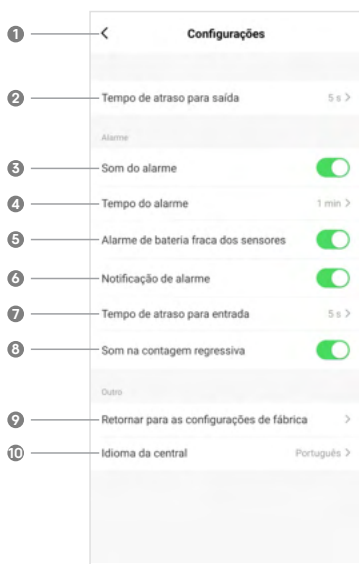 1 Configurações
2 Tempo de atraso para saída 5 s
Alarme
3 Som do alarme
4 Tempo do alarme 1 min
5 Alarme de bateria fraca dos sensores
6 Notificação de alarme
7 Tempo de atraso para entrada 5 s
8 Som na contagem regressiva
Outro
9 Retornar para as configurações de fábrica
10 Idioma da central Português